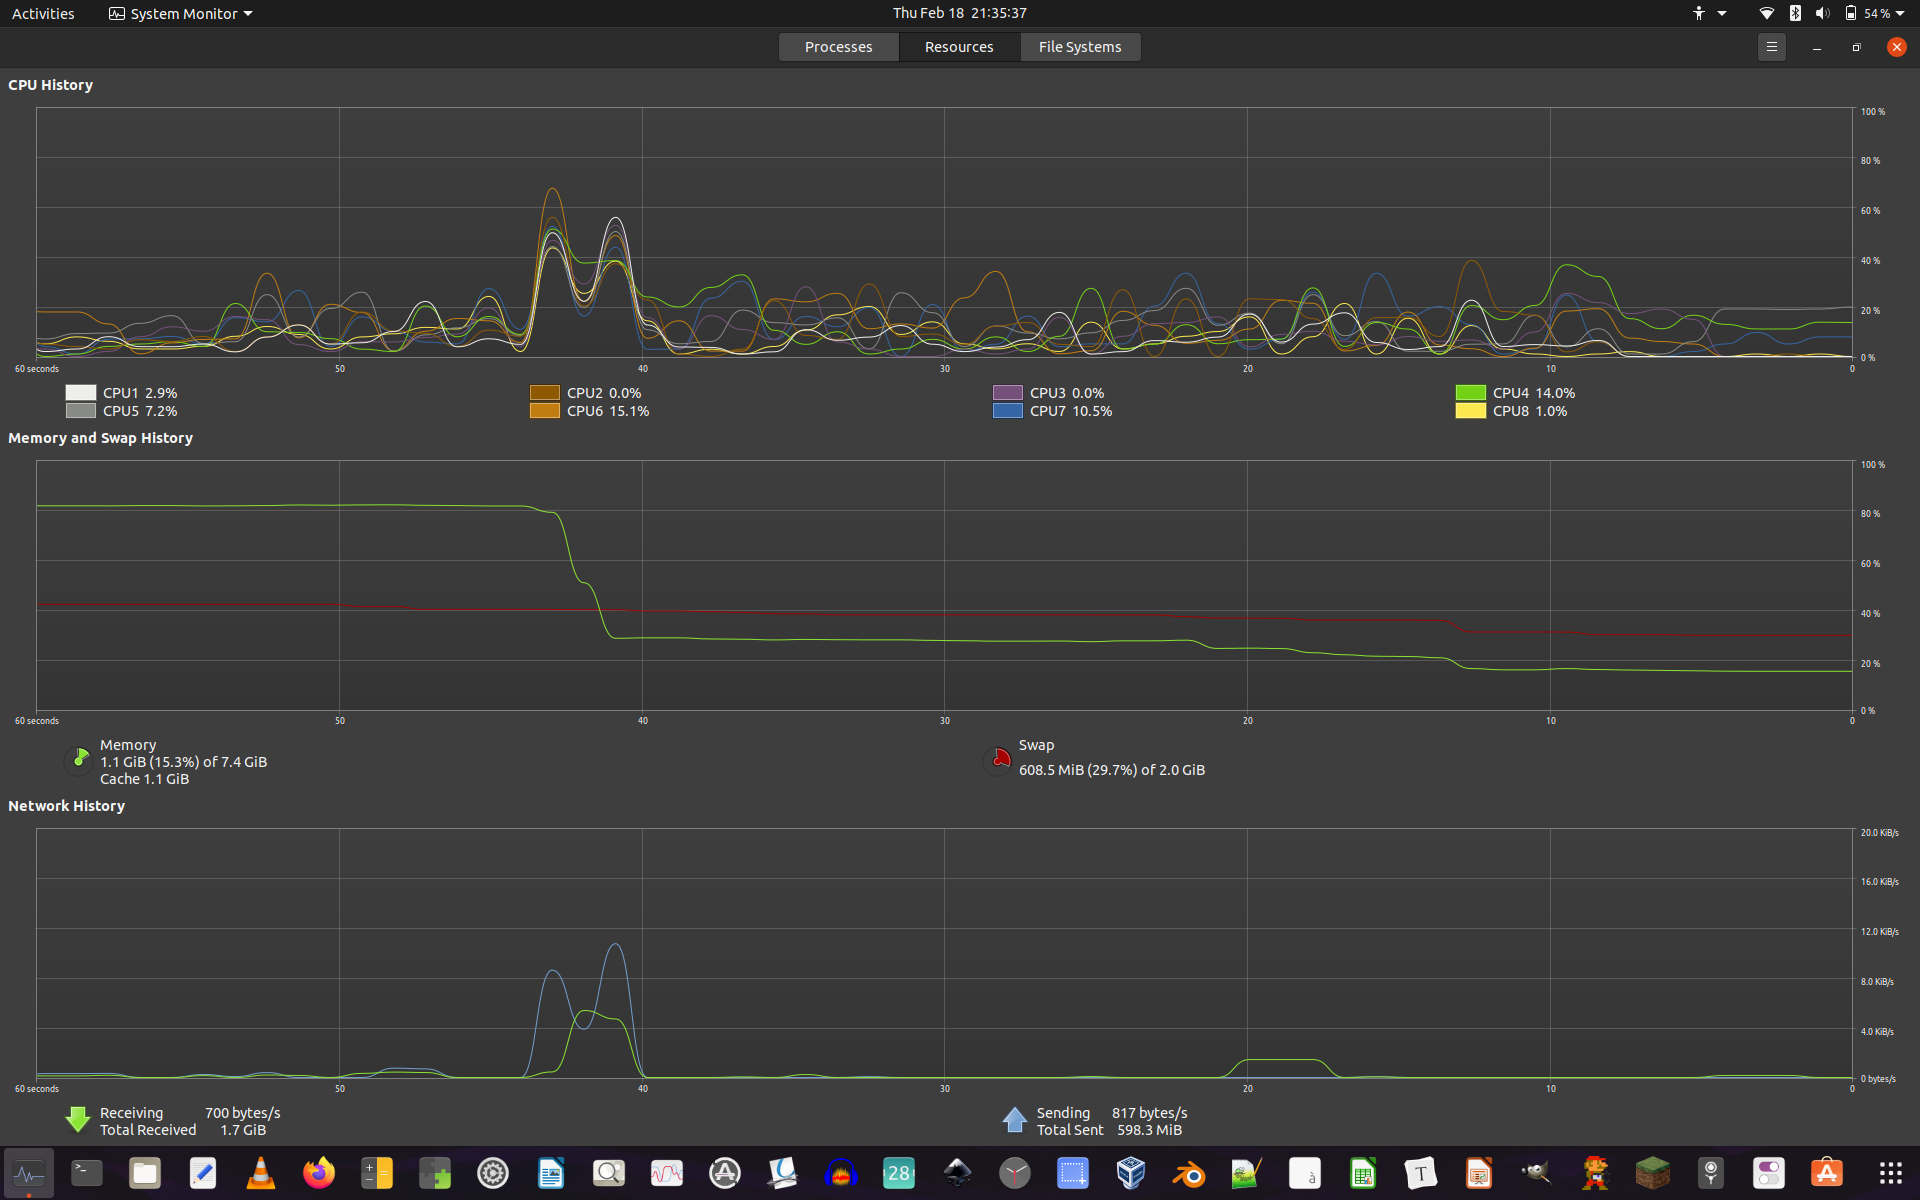 Activities System Monitor Thu Feb 18 21:35:37 54 %
Processes Resources File Systems
CPU History
100 %
80 %
60 %
40 %
20 %
0 %
60 seconds 50 40 30 20 10 0
CPU1 2.9% CPU2 0.0% CPU3 0.0% CPU4 14.0%
CPU5 7.2% CPU6 15.1% CPU7 10.5% CPU8 1.0%
Memory and Swap History
100 %
80 %
60 %
40 %
20 %
0 %
60 seconds 50 40 30 20 10 0
Memory
1.1 GiB (15.3%) of 7.4 GiB
Cache 1.1 GiB
Swap
608.5 MiB (29.7%) of 2.0 GiB
Network History
20.0 KiB/s
16.0 KiB/s
12.0 KiB/s
8.0 KiB/s
4.0 KiB/s
0 bytes/s
60 seconds 50 40 30 20 10 0
Receiving 700 bytes/s
Total Received 1.7 GiB
Sending 817 bytes/s
Total Sent 598.3 MiB
28
à
T